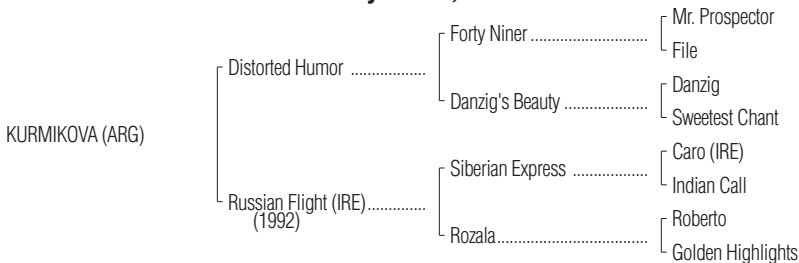 Mr. Prospector
Forty Niner ........................
File
Distorted Humor ..................
Danzig
Danzig's Beauty .....................
Sweetest Chant
KURMIKOVA (ARG)
Caro (IRE)
Siberian Express ...................
Indian Call
Russian Flight (IRE)..............
(1992)
Roberto
Rozala......................................
Golden Highlights